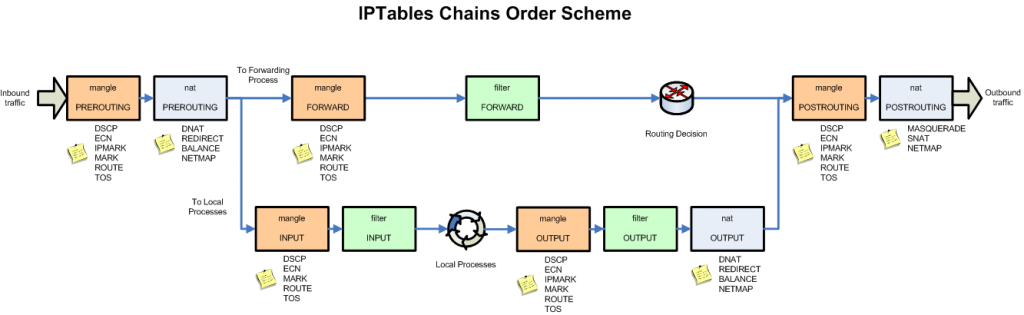 IPTables Chains Order Scheme
Inbound
traffic
mangle
PREROUTING
DSCP
ECN
IPMARK
MARK
ROUTE
TOS
nat
PREROUTING
DNAT
REDIRECT
BALANCE
NETMAP
To Forwarding
Process
mangle
FORWARD
DSCP
ECN
IPMARK
MARK
ROUTE
TOS
filter
FORWARD
Routing Decision
mangle
POSTROUTING
DSCP
ECN
IPMARK
MARK
ROUTE
TOS
nat
POSTROUTING
MASQUERADE
SNAT
NETMAP
Outbound
traffic
To Local
Processes
mangle
INPUT
DSCP
ECN
MARK
ROUTE
TOS
filter
INPUT
Local Processes
mangle
OUTPUT
DSCP
ECN
IPMARK
MARK
ROUTE
TOS
filter
OUTPUT
nat
OUTPUT
DNAT
REDIRECT
BALANCE
NETMAP